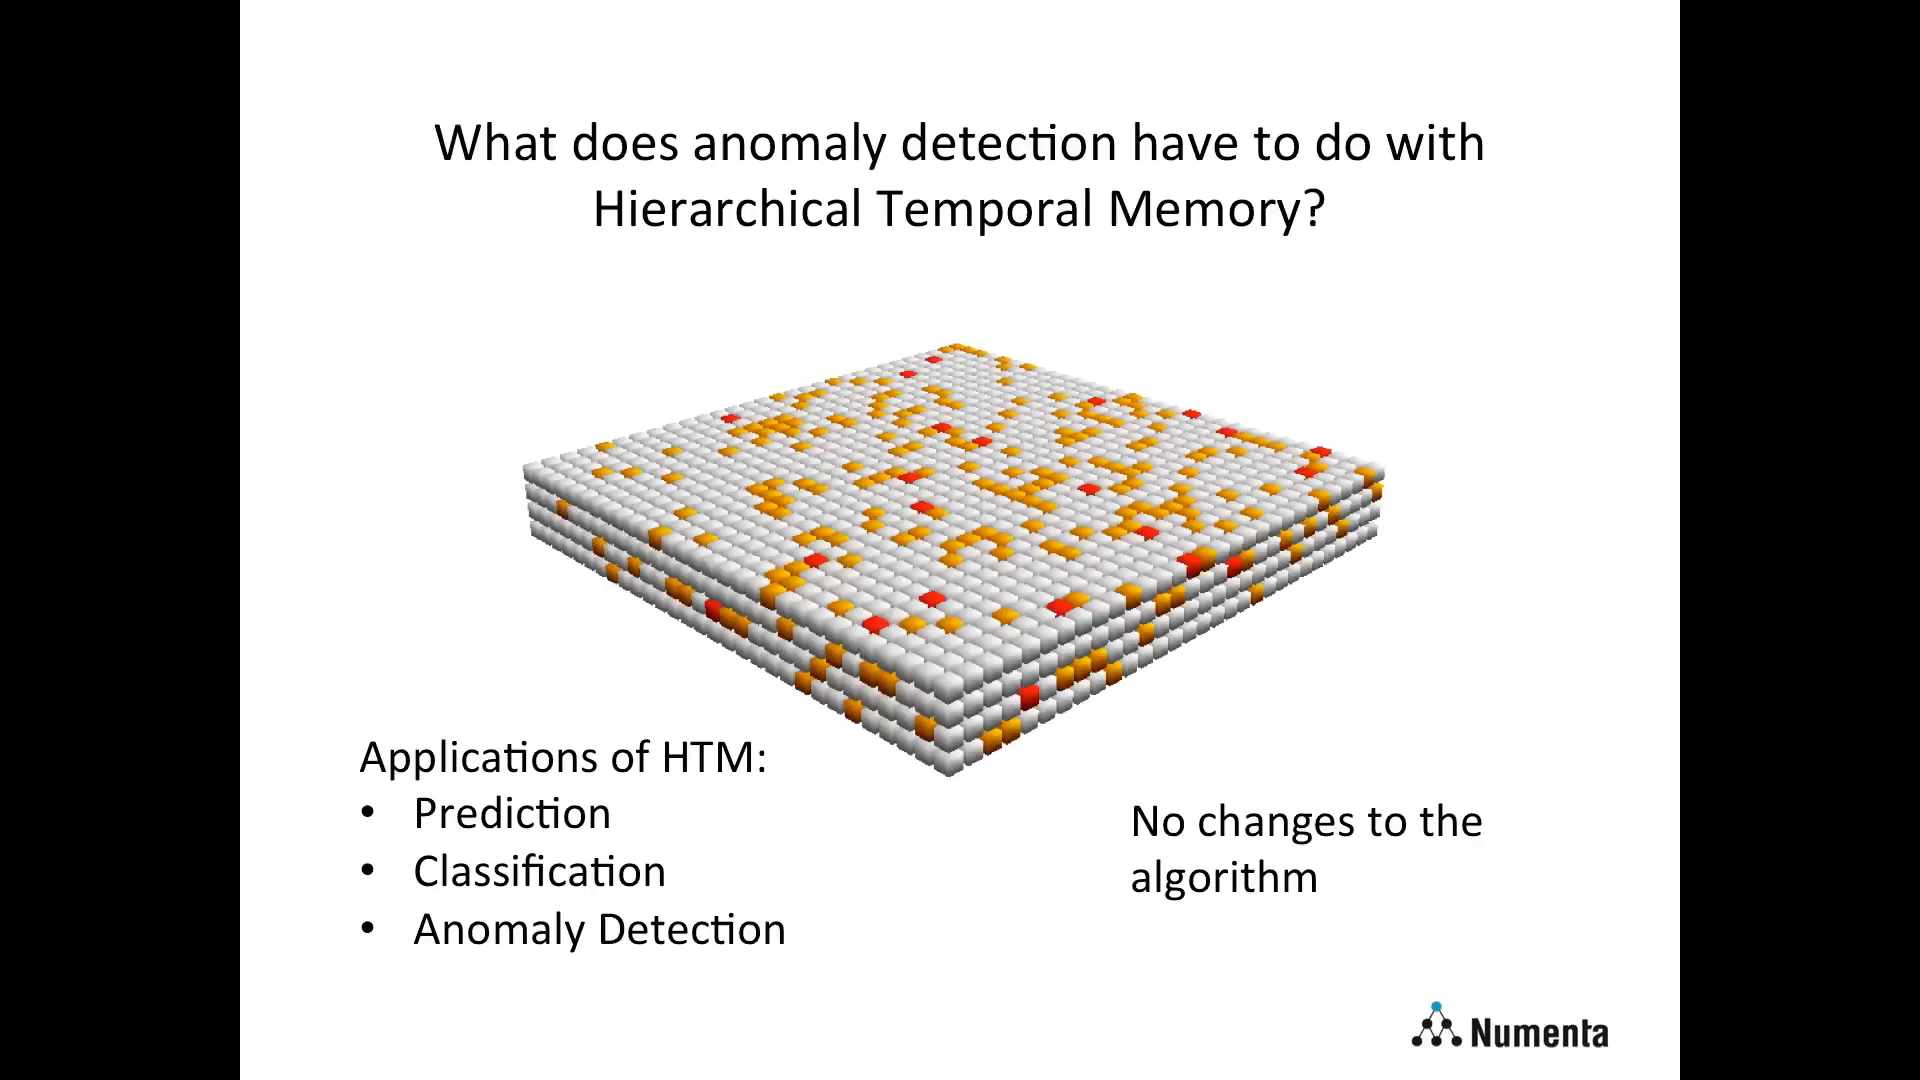 What does anomaly detection have to do with
Hierarchical Temporal Memory?
Applications of HTM:
• Prediction
• Classification
• Anomaly Detection
No changes to the
algorithm
Numenta